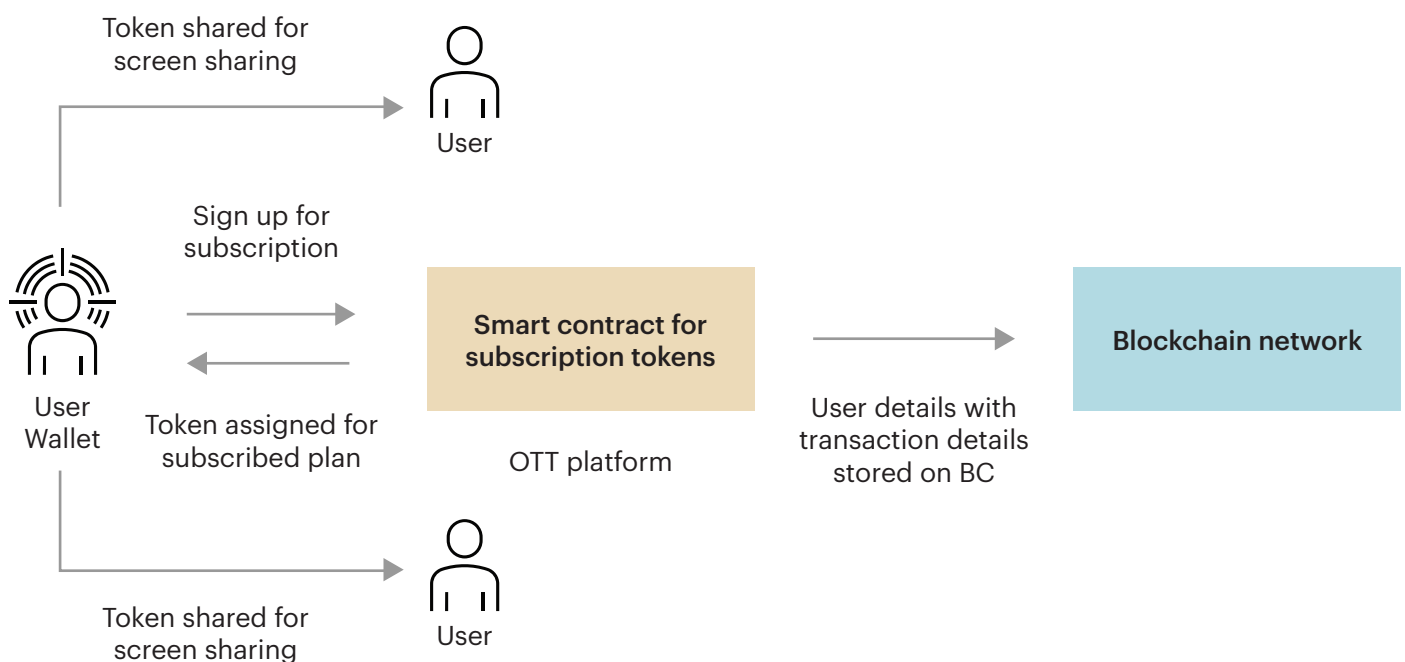 Token shared for
screen sharing
User
Sign up for
subscription
User
Wallet
Token assigned for
subscribed plan
Smart contract for
subscription tokens
OTT platform
User details with
transaction details
stored on BC
Blockchain network
Token shared for
screen sharing
User